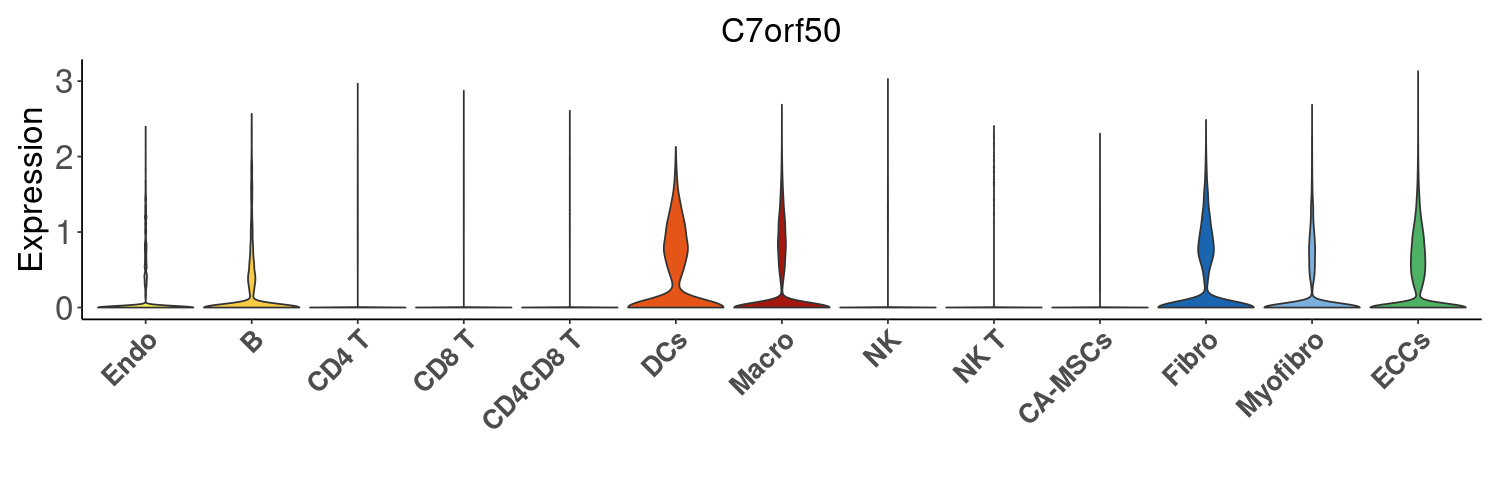 C7orf50
Expression
3
2
1
0
Endo
B
CD4 T
CD8 T
CD4CD8 T
DCs
Macro
NK
NK T
CA-MSCs
Fibro
Myofibro
ECCs